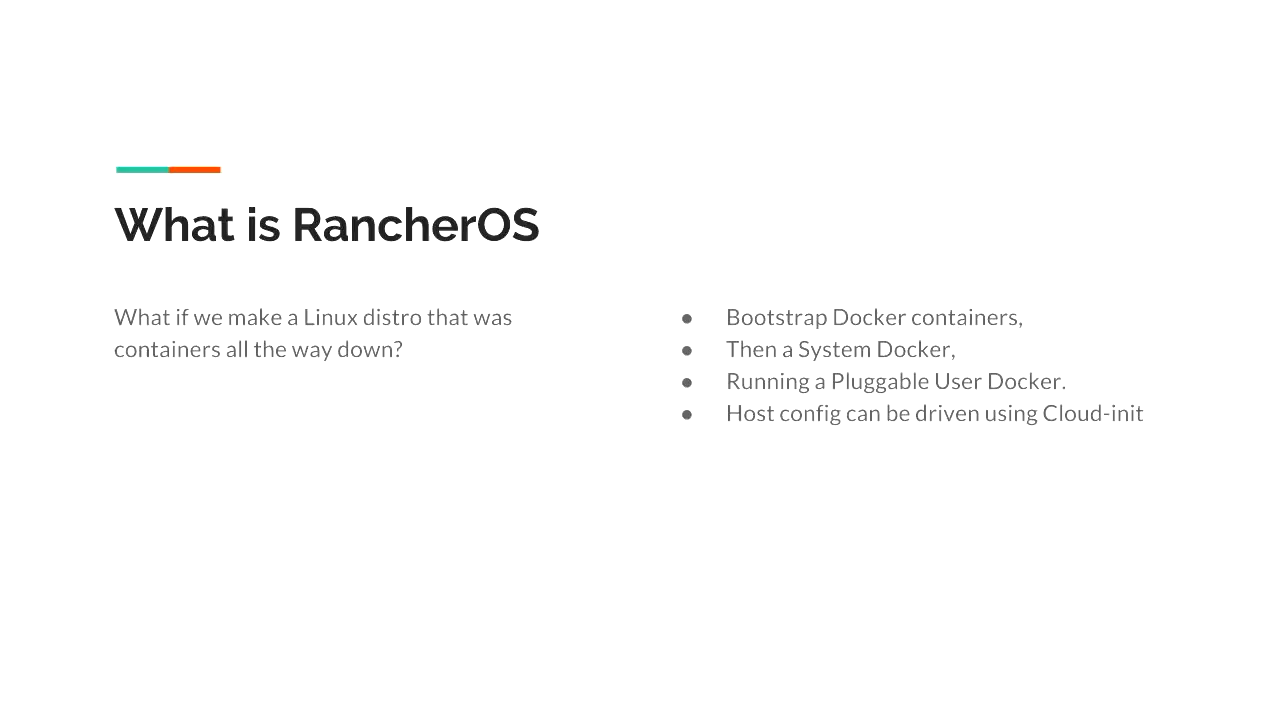 What is RancherOS
What if we make a Linux distro that was
containers all the way down?
● Bootstrap Docker containers,
● Then a System Docker,
● Running a Pluggable User Docker.
● Host config can be driven using Cloud-init